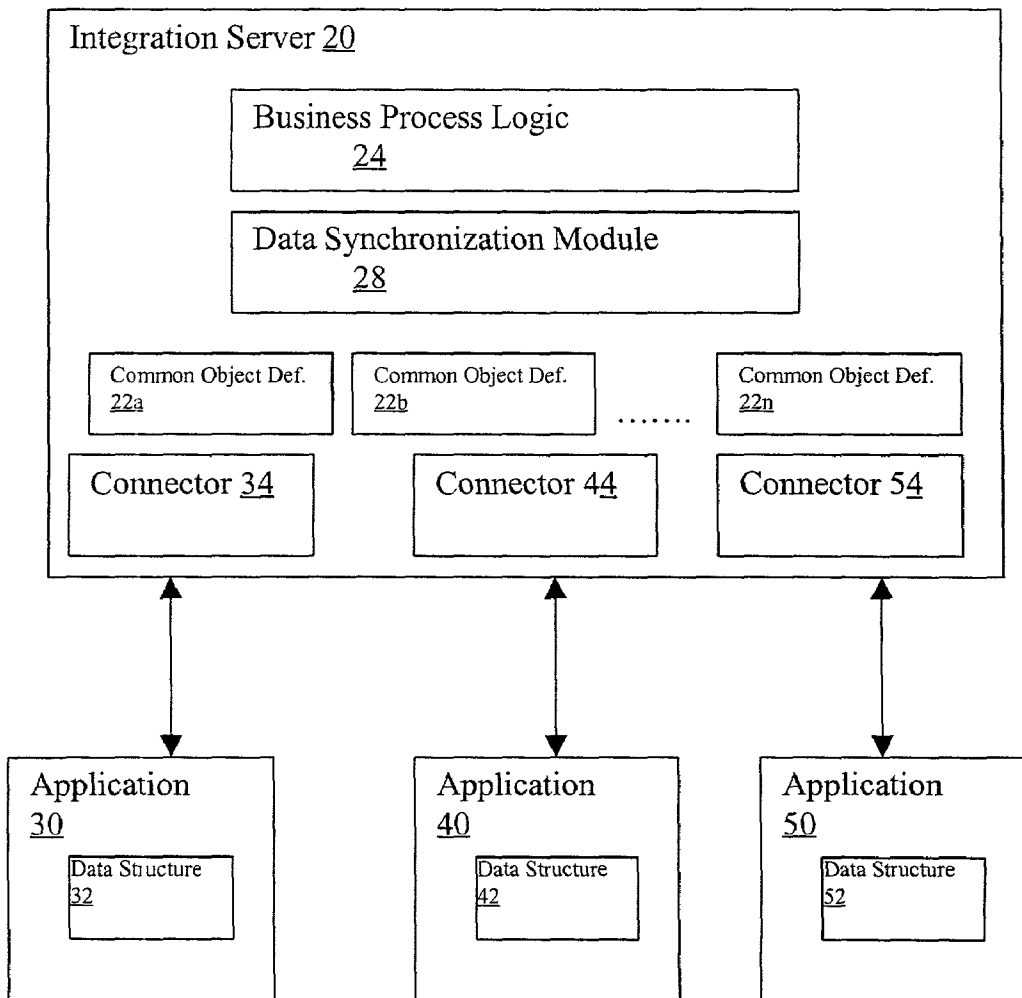 Integration Server 20
Business Process Logic
24
Data Synchronization Module
28
Common Object Def.
22a
Common Object Def.
22b
.......
Common Object Def.
22n
Connector 34
Connector 44
Connector 54
Application
30
Data Structure
32
Application
40
Data Structure
42
Application
50
Data Structure
52